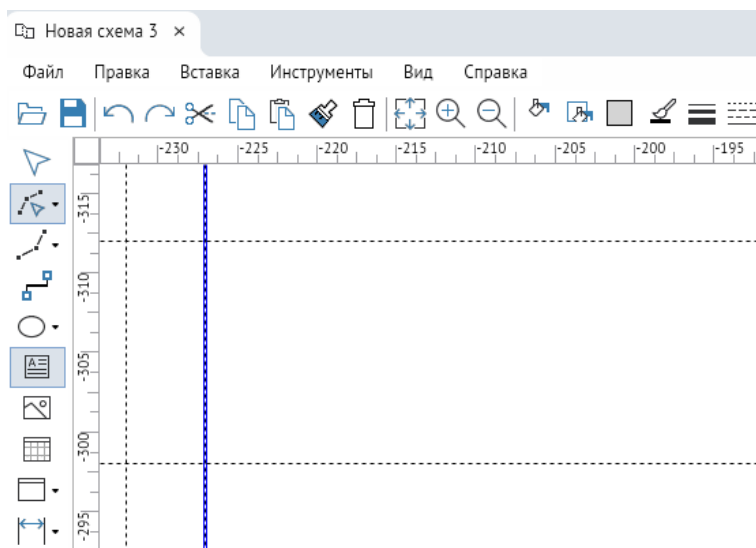 Новая схема 3 ×
Файл Правка Вставка Инструменты Вид Справка
-230 -225 -220 -215 -210 -205 -200 -195
-315
-310
-305
A
-300
-295